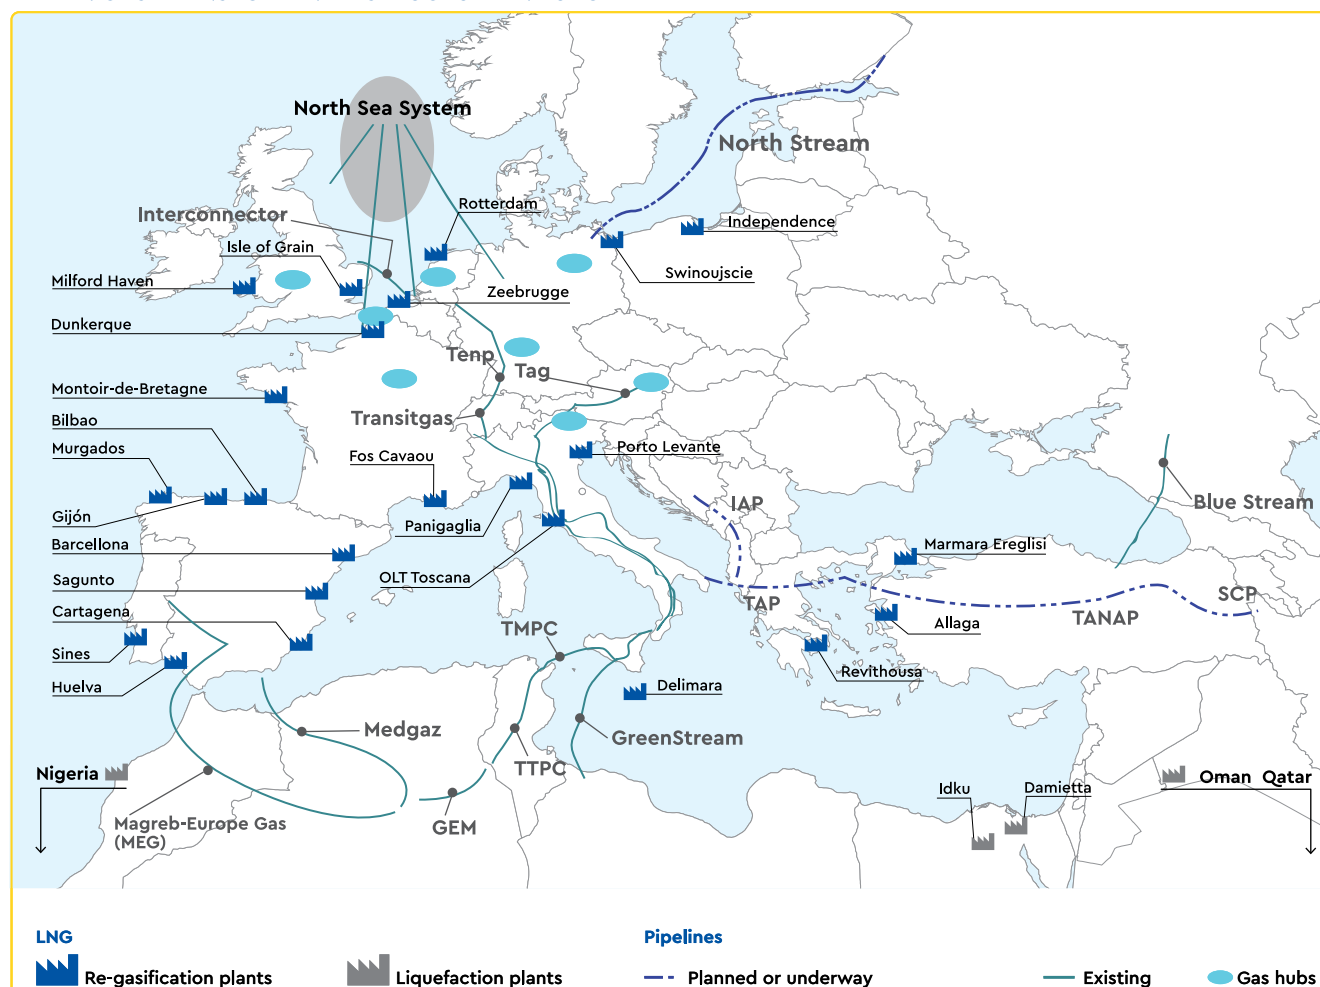 North Sea System
North Stream
Rotterdam
Interconnector
Independence
Isle of Grain
Swinoujscie
Milford Haven
Zeebrugge
Dunkerque
Tenp
Tag
Montoir-de-Bretagne
Transitgas
Bilbao
Murgados
Fos Cavaou
Porto Levante
IAP
Blue Stream
Gijón
Panigaglia
Barcellona
Marmara Ereglisi
OLT Toscana
Sagunto
SCP
Cartagena
TAP
TANAP
Allaga
TMPC
Sines
Revithousa
Huelva
Delimara
Medgaz
GreenStream
TTPC
Nigeria
Oman Qatar
Idku
Damietta
Magreb-Europe Gas
(MEG)
GEM
LNG
Pipelines
Re-gasification plants
Liquefaction plants
Planned or underway
Existing
Gas hubs